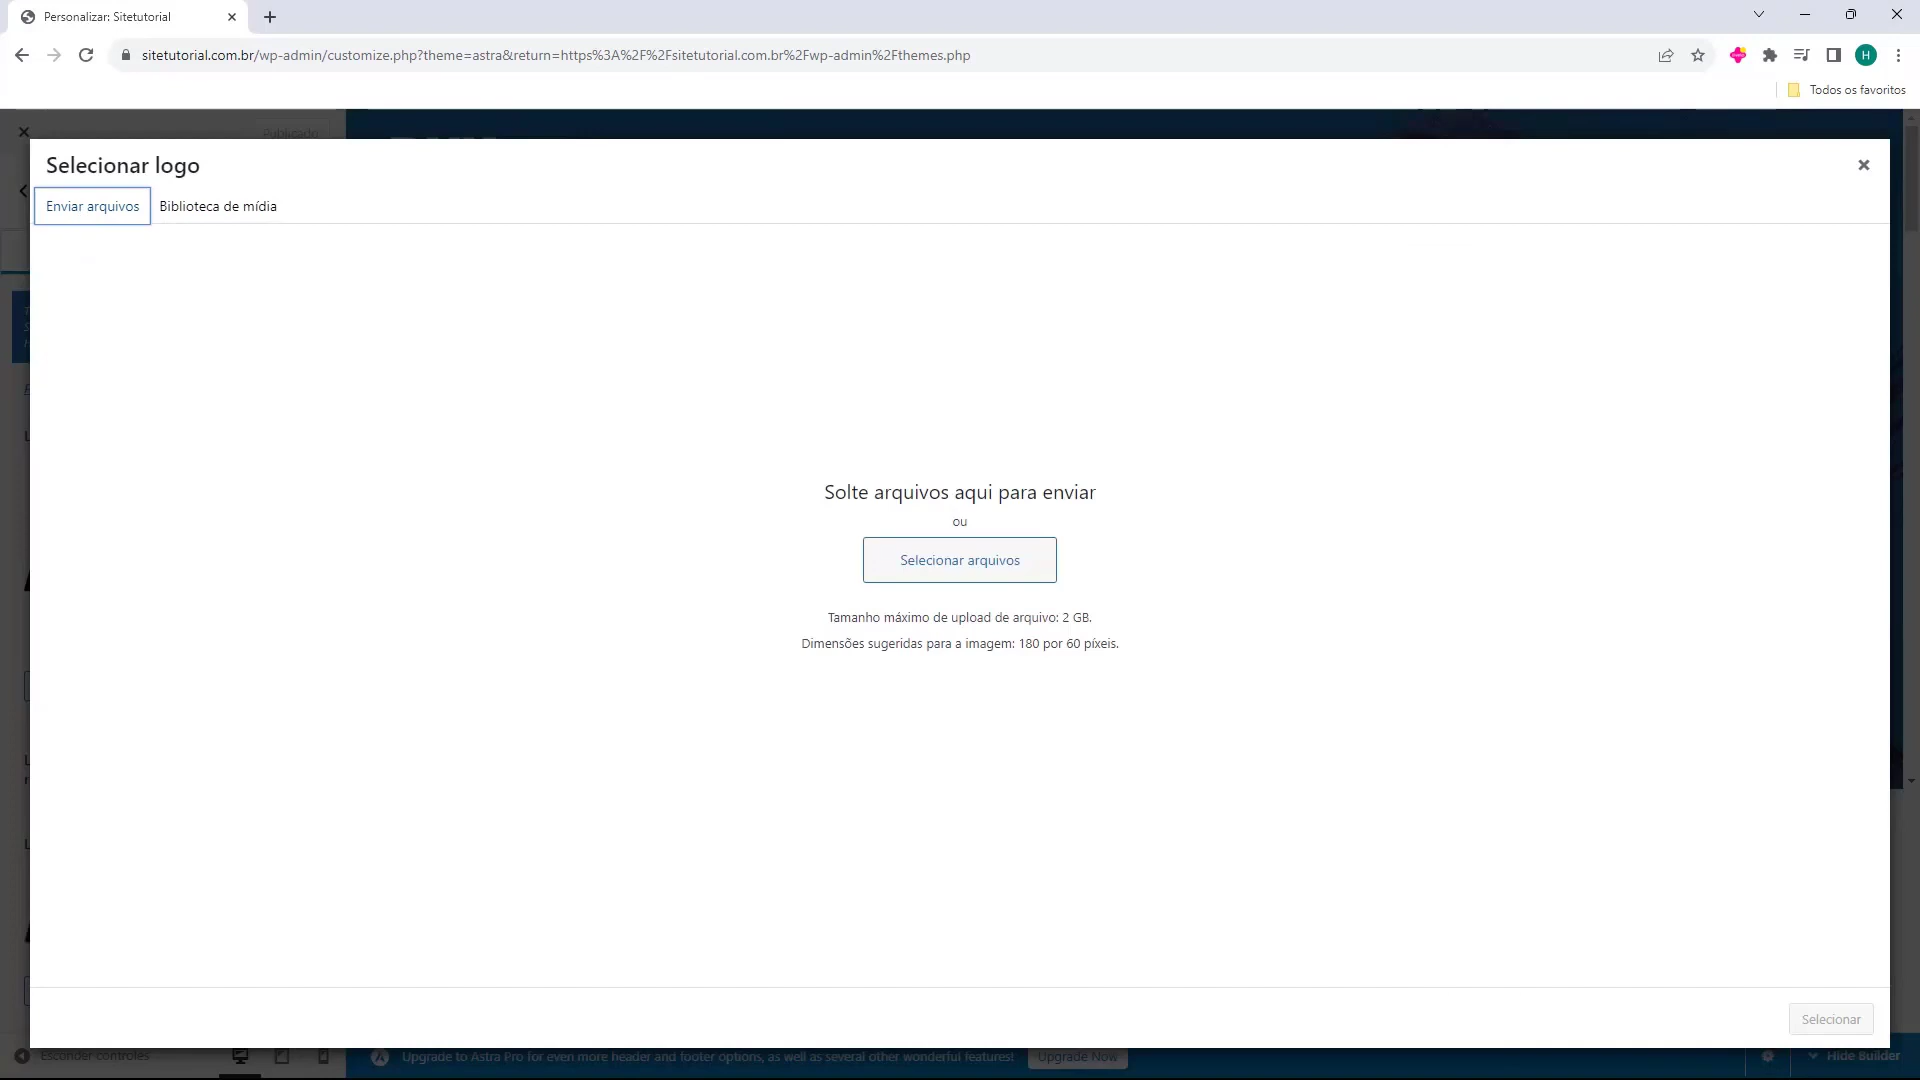 Personalizar: Sitetutorial
sitetutorial.com.br/wp-admin/customize.php?theme=astra&return=https%3A%2F%2Fsitetutorial.com.br%2Fwp-admin%2Fthemes.php
H
Todos os favoritos
Publicado
Selecionar logo
Enviar arquivos
Biblioteca de mídia
Solte arquivos aqui para enviar
ou
Selecionar arquivos
Tamanho máximo de upload de arquivo: 2 GB.
Dimensões sugeridas para a imagem: 180 por 60 píxeis.
Selecionar
Esconder controles
Upgrade to Astra Pro for even more header and footer options, as well as several other wonderful features!
Upgrade Now
Hide Builder